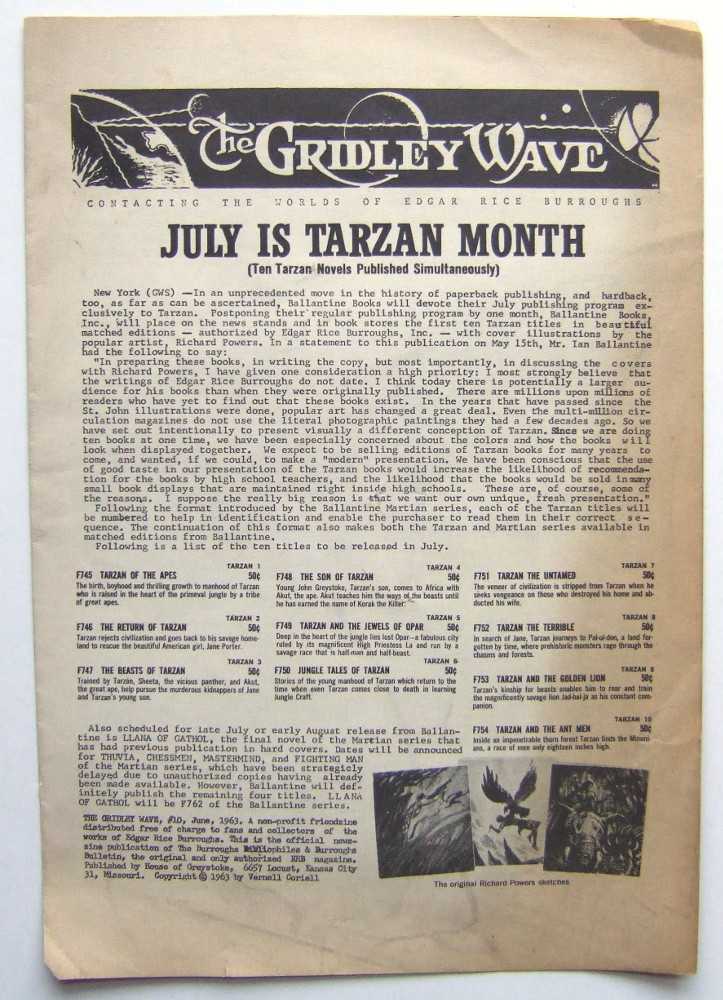 The GRIDLEY WAVE
CONTACTING THE WORLDS OF EDGAR RICE BURROUGHS
JULY IS TARZAN MONTH
(Ten Tarzan Novels Published Simultaneously)
New York (GWS) —In an unprecedented move in the history of paperback publishing, and hardback,
too, as far as can be ascertained, Ballantine Books will devote their July publishing program ex-
clusively to Tarzan. Postponing their regular publishing program by one month, Ballantine Books,
Inc., will place on the news stands and in book stores the first ten Tarzan titles in beautiful
matched editions — authorized by Edgar Rice Burroughs, Inc. — with cover illustrations by the
popular artist, Richard Powers. In a statement to this publication on May 15th, Mr. Ian Ballantine
had the following to say:
"In preparing these books, in writing the copy, but most importantly, in discussing the covers
with Richard Powers, I have given one consideration a high priority: I most strongly believe that
the writings of Edgar Rice Burroughs do not date. I think today there is potentially a larger au-
dience for his books than when they were originally published. There are millions upon millions of
readers who have yet to find out that these books exist. In the years that have passed since the
St. John illustrations were done, popular art has changed a great deal. Even the multi-million cir-
culation magazines do not use the literal photographic paintings they had a few decades ago. So we
have set out intentionally to present visually a different conception of Tarzan. Since we are doing
ten books at one time, we have been especially concerned about the colors and how the books will
look when displayed together. We expect to be selling editions of Tarzan books for many years to
come, and wanted, if we could, to make a "modern" presentation. We have been conscious that the use
of good taste in our presentation of the Tarzan books would increase the likelihood of recommenda-
tion for the books by high school teachers, and the likelihood that the books would be sold in many
small book displays that are maintained right inside high schools. These are, of course, some of
the reasons. I suppose the really big reason is that we want our own unique, fresh presentation."
Following the format introduced by the Ballantine Martian series, each of the Tarzan titles will
be numbered to help in identification and enable the purchaser to read them in their correct se-
quence. The continuation of this format also makes both the Tarzan and Martian series available in
matched editions from Ballantine.
Following is a list of the ten titles to be released in July.
TARZAN 1
F745 TARZAN OF THE APES 50¢
The birth, boyhood and thrilling growth to manhood of Tarzan
who is raised in the heart of the primeval jungle by a tribe
of great apes.
TARZAN 2
F746 THE RETURN OF TARZAN 50¢
Tarzan rejects civilization and goes back to his savage home-
land to rescue the beautiful American girl, Jane Porter.
TARZAN 3
F747 THE BEASTS OF TARZAN 50¢
Trained by Tarzan, Sheeta, the vicious panther, and Akut,
the great ape, help pursue the murderous kidnappers of Jane
and Tarzan's young son.
TARZAN 4
F748 THE SON OF TARZAN 50¢
Young John Greystoke, Tarzan's son, comes to Africa with
Akut, the ape. Akut teaches him the ways of the beasts until
he has earned the name of Korak the Killer.
TARZAN 5
F749 TARZAN AND THE JEWELS OF OPAR 50¢
Deep in the heart of the jungle lies lost Opar—a fabulous city
ruled by its magnificent High Priestess La and run by a
savage race that is half-man and half-beast.
TARZAN 6
F750 JUNGLE TALES OF TARZAN 50¢
Stories of the young manhood of Tarzan which return to the
time when even Tarzan comes close to death in learning
Jungle Craft.
TARZAN 7
F751 TARZAN THE UNTAMED 50¢
The veneer of civilization is stripped from Tarzan when he
seeks vengeance on those who destroyed his home and ab-
ducted his wife.
TARZAN 8
F752 TARZAN THE TERRIBLE 50¢
In search of Jane, Tarzan journeys to Pal-ul-don, a land for-
gotten by time, where prehistoric monsters rage through the
chasms and forests.
TARZAN 9
F753 TARZAN AND THE GOLDEN LION 50¢
Tarzan's kinship for beasts enables him to rear and train
the magnificently savage lion Jad-bal-ja as his constant com-
panion.
TARZAN 10
F754 TARZAN AND THE ANT MEN 50¢
Inside an impenetrable thorn forest Tarzan finds the Minuni-
ans, a race of men only eighteen inches high.
Also scheduled for late July or early August release from Ballan-
tine is LLANA OF GATHOL, the final novel of the Martian series that
has had previous publication in hard covers. Dates will be announced
for THUVIA, CHESSMEN, MASTERMIND, and FIGHTING MAN
of the Martian series, which have been strategicly
delayed due to unauthorized copies having already
been made available. However, Ballantine will def-
initely publish the remaining four titles. LLANA
OF GATHOL will be F762 of the Ballantine series.
THE GRIDLEY WAVE, #10, June, 1963. A non-profit friendzine
distributed free of charge to fans and collectors of the
works of Edgar Rice Burroughs. This is the official news-
zine publication of The Burroughs Bibliophiles & Burroughs
Bulletin, the original and only authorized ERB magazine.
Published by House of Greystoke, 6657 Locust, Kansas City
31, Missouri. Copyright © 1963 by Vernell Coriell
The original Richard Powers sketches